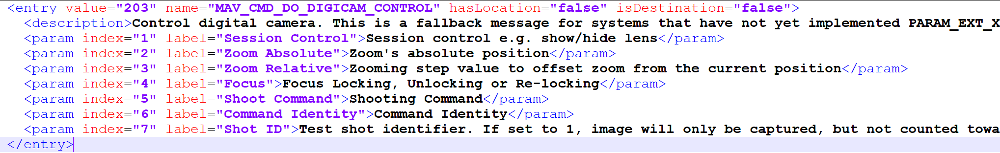 <entry value="203" name="MAV_CMD_DO_DIGICAM_CONTROL" hasLocation="false" isDestination="false">
<description>Control digital camera. This is a fallback message for systems that have not yet implemented PARAM_EXT_X
<param index="1" label="Session Control">Session control e.g. show/hide lens</param>
<param index="2" label="Zoom Absolute">Zoom's absolute position</param>
<param index="3" label="Zoom Relative">Zooming step value to offset zoom from the current position</param>
<param index="4" label="Focus">Focus Locking, Unlocking or Re-locking</param>
<param index="5" label="Shoot Command">Shooting Command</param>
<param index="6" label="Command Identity">Command Identity</param>
<param index="7" label="Shot ID">Test shot identifier. If set to 1, image will only be captured, but not counted towa
</entry>